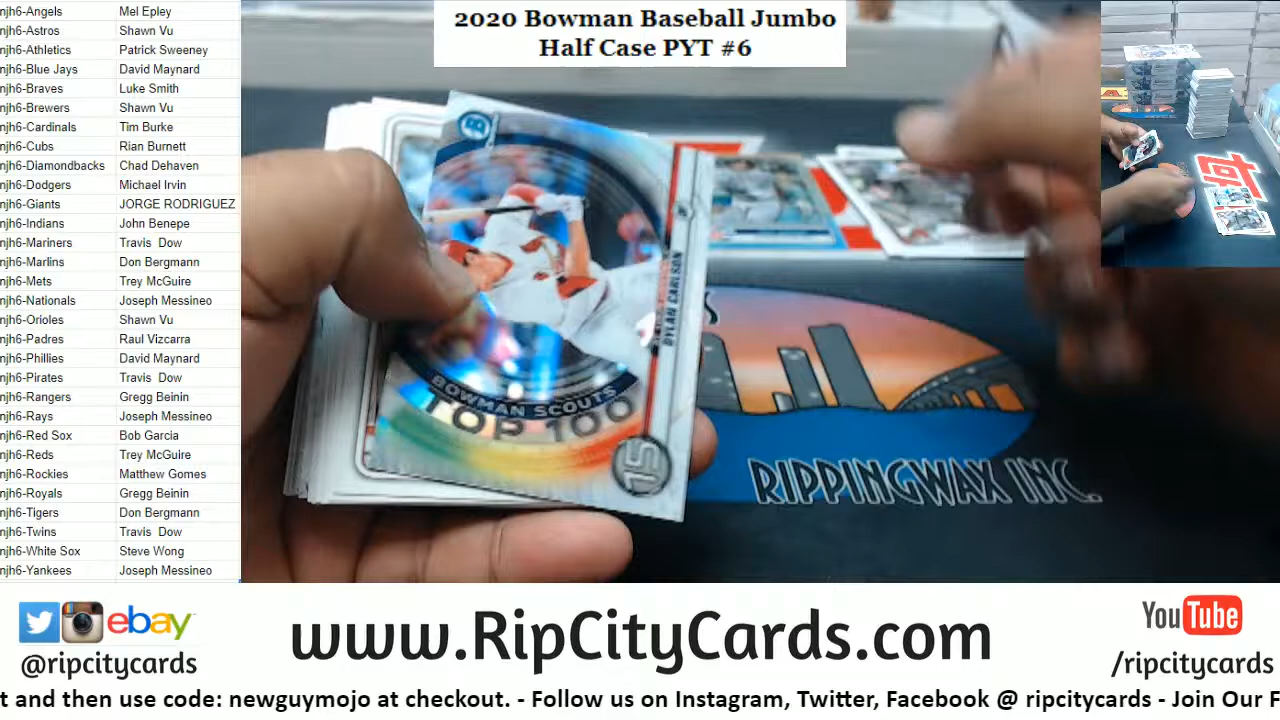 2020 Bowman Baseball Jumbo
Half Case PYT #6
njh6-Angels Mel Epley
njh6-Astros Shawn Vu
njh6-Athletics Patrick Sweeney
njh6-Blue Jays David Maynard
njh6-Braves Luke Smith
njh6-Brewers Shawn Vu
njh6-Cardinals Tim Burke
njh6-Cubs Rian Burnett
njh6-Diamondbacks Chad Dehaven
njh6-Dodgers Michael Irvin
njh6-Giants JORGE RODRIGUEZ
njh6-Indians John Benepe
njh6-Mariners Travis Dow
njh6-Marlins Don Bergmann
njh6-Mets Trey McGuire
njh6-Nationals Joseph Messineo
njh6-Orioles Shawn Vu
njh6-Padres Raul Vizcarra
njh6-Phillies David Maynard
njh6-Pirates Travis Dow
njh6-Rangers Gregg Beinin
njh6-Rays Joseph Messineo
njh6-Red Sox Bob Garcia
njh6-Reds Trey McGuire
njh6-Rockies Matthew Gomes
njh6-Royals Gregg Beinin
njh6-Tigers Don Bergmann
njh6-Twins Travis Dow
njh6-White Sox Steve Wong
njh6-Yankees Joseph Messineo
B
DYLAN CARLSON
BOWMAN SCOUTS
TOP 100
15
RIPPINGWAX INC.
ebay
@ripcitycards
www.RipCityCards.com
YouTube
/ripcitycards
t and then use code: newguymojo at checkout. - Follow us on Instagram, Twitter, Facebook @ ripcitycards - Join Our F